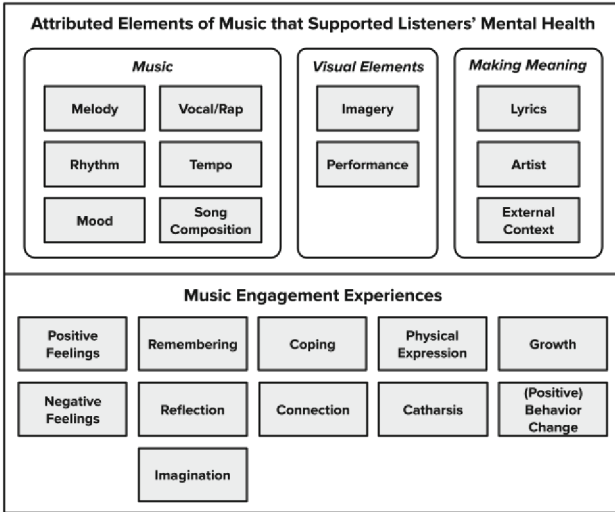 Attributed Elements of Music that Supported Listeners' Mental Health
Music
Melody
Vocal/Rap
Rhythm
Tempo
Mood
Song
Composition
Visual Elements
Imagery
Performance
Making Meaning
Lyrics
Artist
External
Context
Music Engagement Experiences
Positive
Feelings
Remembering
Coping
Physical
Expression
Growth
Negative
Feelings
Reflection
Connection
Catharsis
(Positive)
Behavior
Change
Imagination